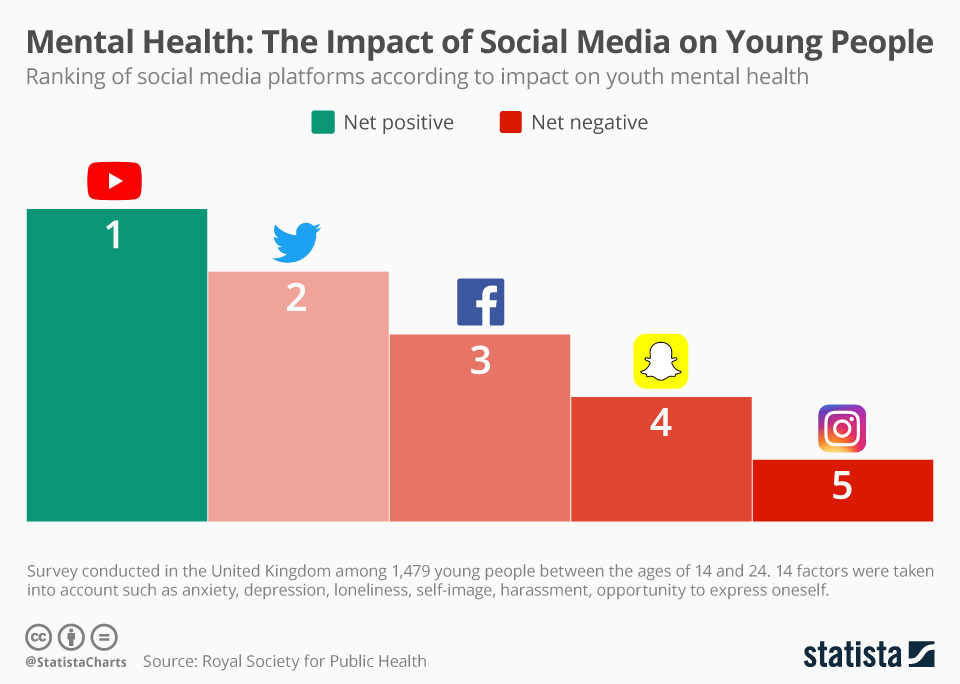 Mental Health: The Impact of Social Media on Young People
Ranking of social media platforms according to impact on youth mental health
Net positive
Net negative
1
2
3
4
5
Survey conducted in the United Kingdom among 1,479 young people between the ages of 14 and 24. 14 factors were taken
into account such as anxiety, depression, loneliness, self-image, harassment, opportunity to express oneself.
cc
@StatistaCharts
Source: Royal Society for Public Health
statista